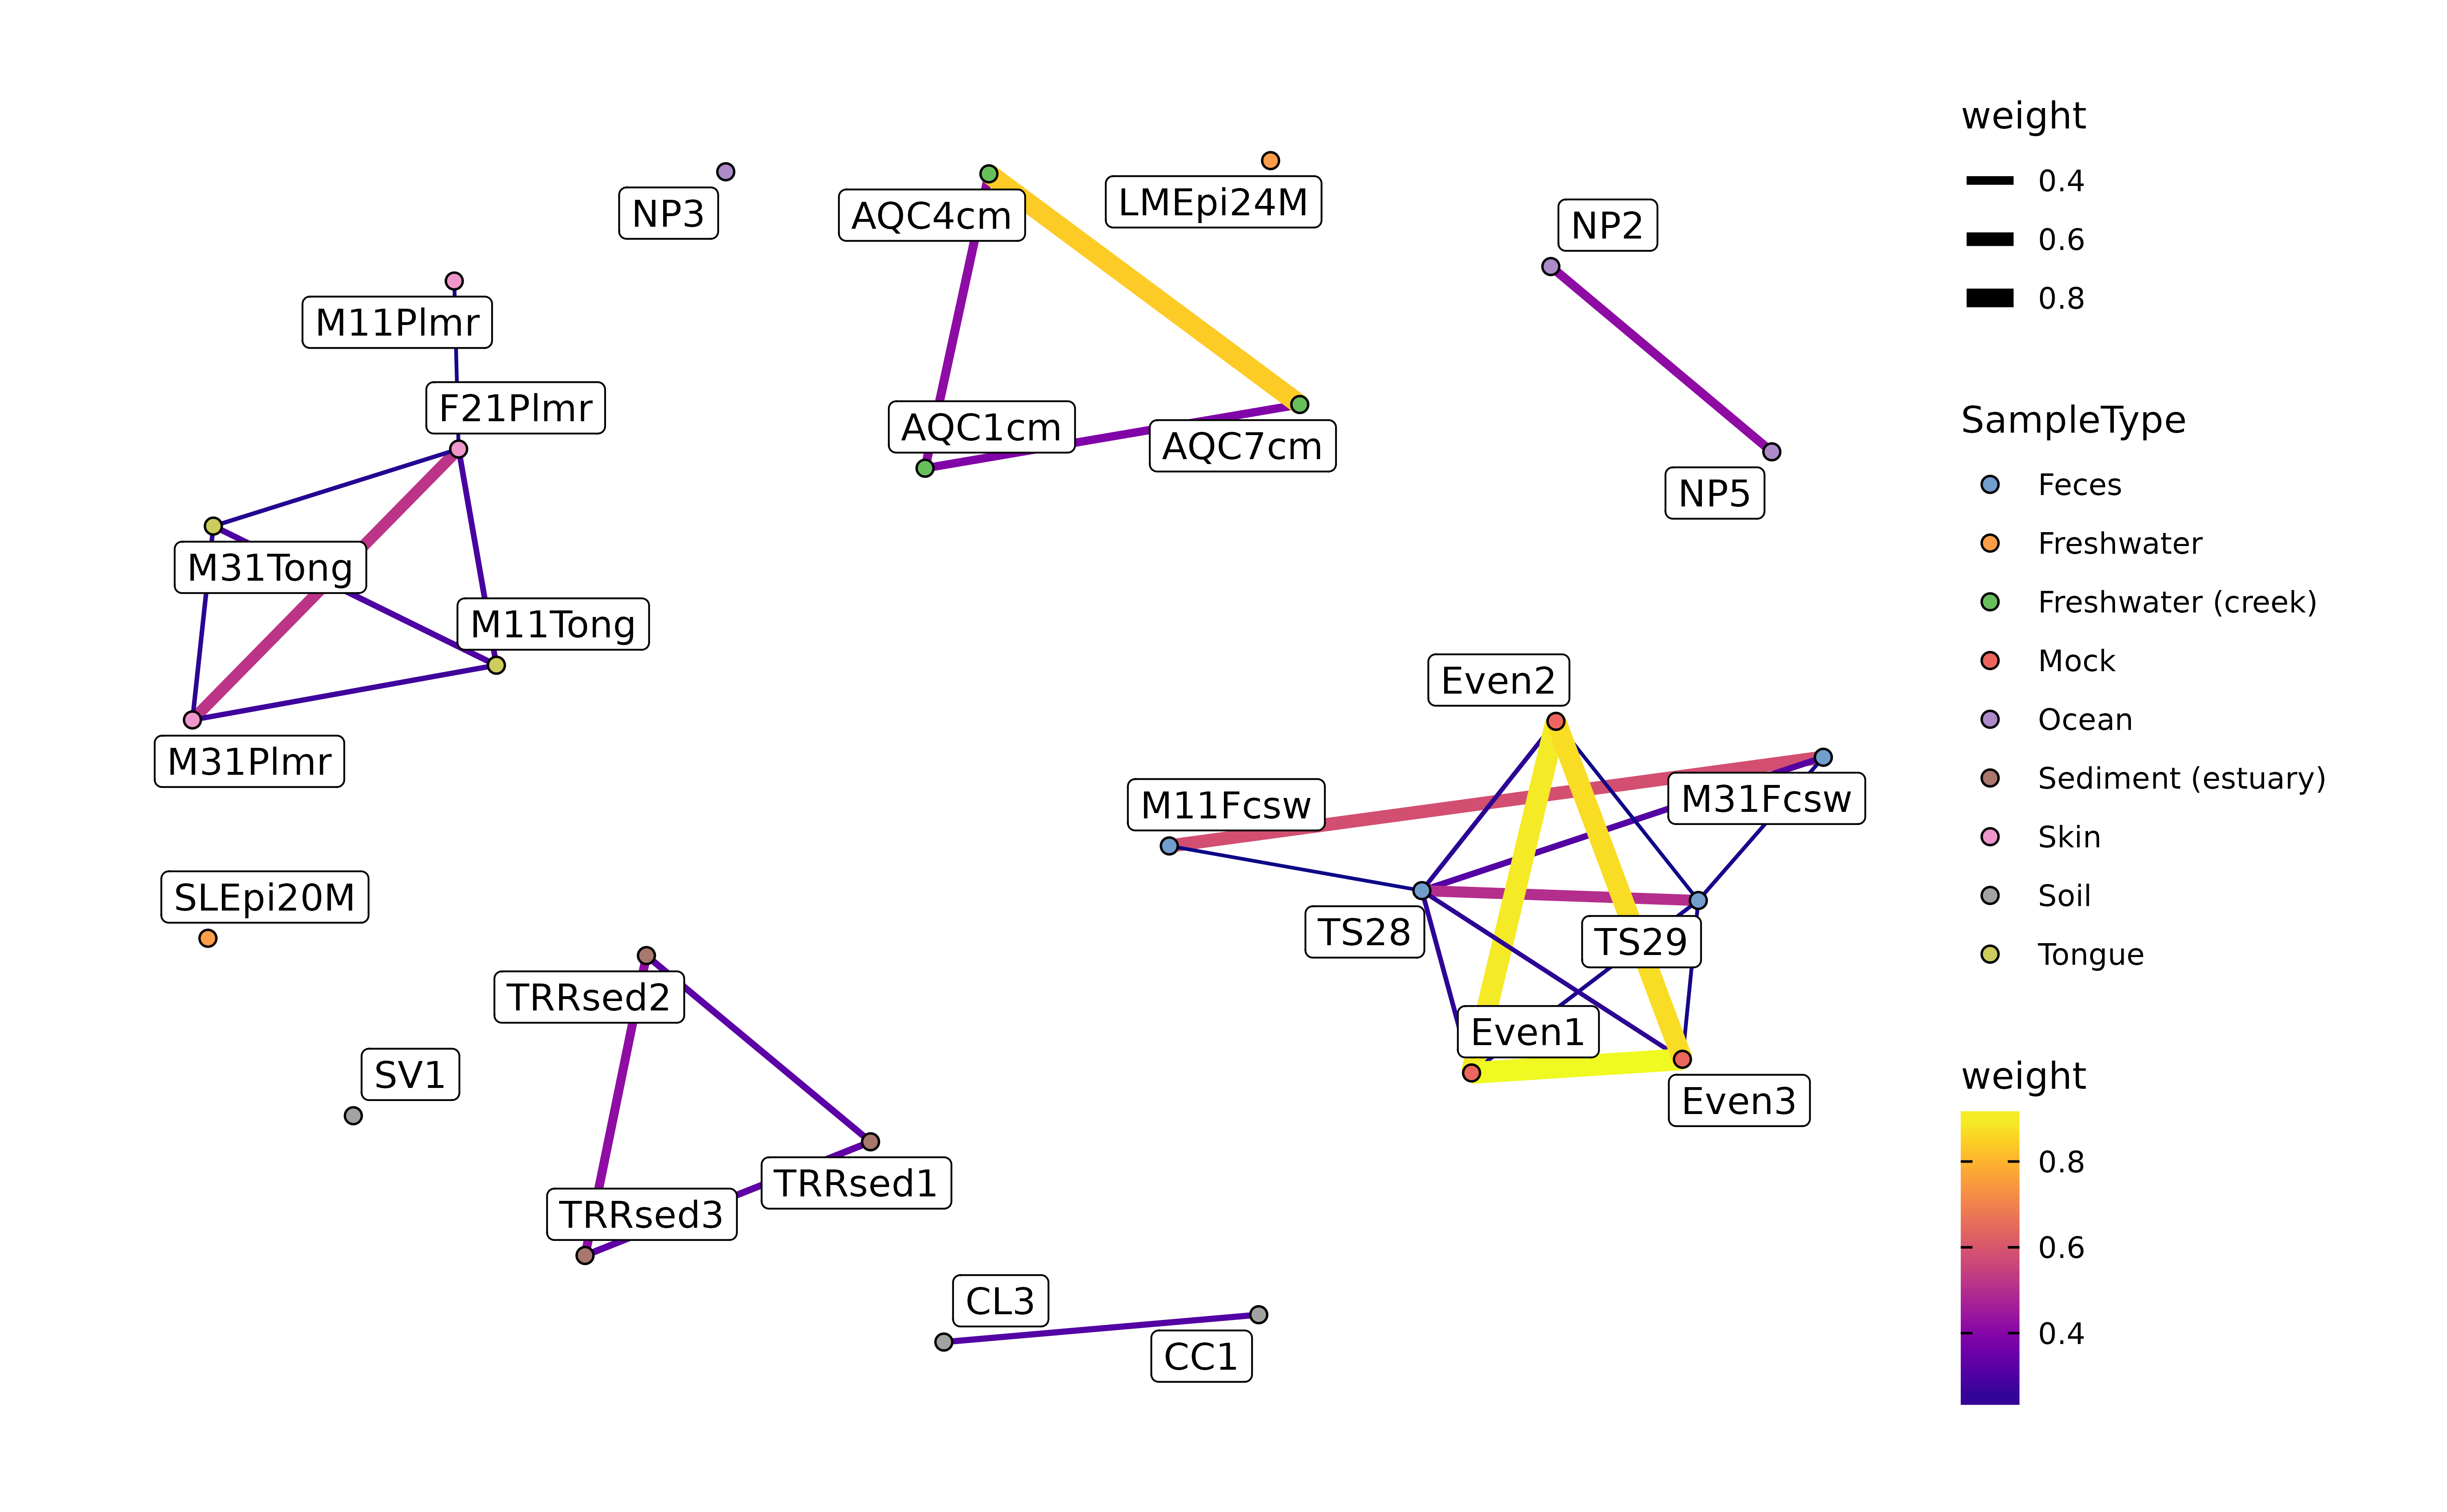 NP3
AQC4cm
LMEpi24M
NP2
M11Plmr
F21Plmr
AQC1cm
AQC7cm
NP5
M31Tong
M11Tong
M31Plmr
Even2
M11Fcsw
M31Fcsw
SLEpi20M
TS28
TS29
TRRsed2
Even1
SV1
Even3
TRRsed1
TRRsed3
CL3
CC1
weight
0.4
0.6
0.8
SampleType
Feces
Freshwater
Freshwater (creek)
Mock
Ocean
Sediment (estuary)
Skin
Soil
Tongue
weight
0.8
0.6
0.4